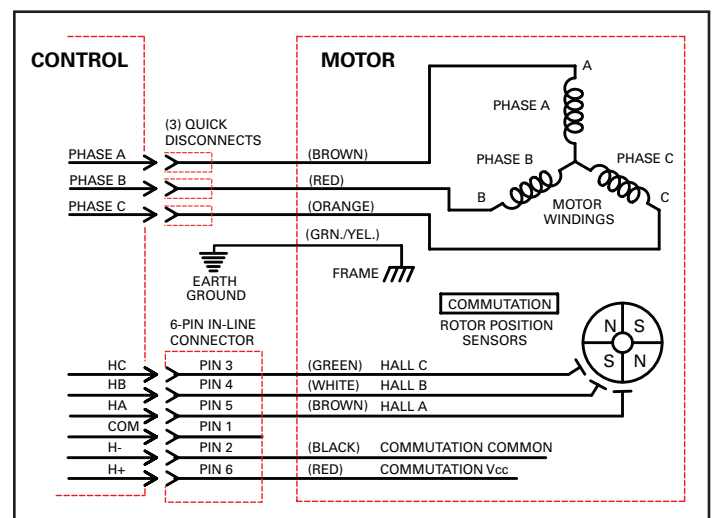 CONTROL
MOTOR
A
PHASE A
(3) QUICK
DISCONNECTS
PHASE A
(BROWN)
PHASE B
PHASE C
PHASE B
(RED)
B
C
MOTOR
WINDINGS
PHASE C
(ORANGE)
(GRN./YEL.)
FRAME
EARTH
GROUND
COMMUTATION
ROTOR POSITION
SENSORS
N S
S N
6-PIN IN-LINE
CONNECTOR
HC PIN 3 (GREEN) HALL C
HB PIN 4 (WHITE) HALL B
HA PIN 5 (BROWN) HALL A
COM PIN 1
H- PIN 2 (BLACK) COMMUTATION COMMON
H+ PIN 6 (RED) COMMUTATION Vcc